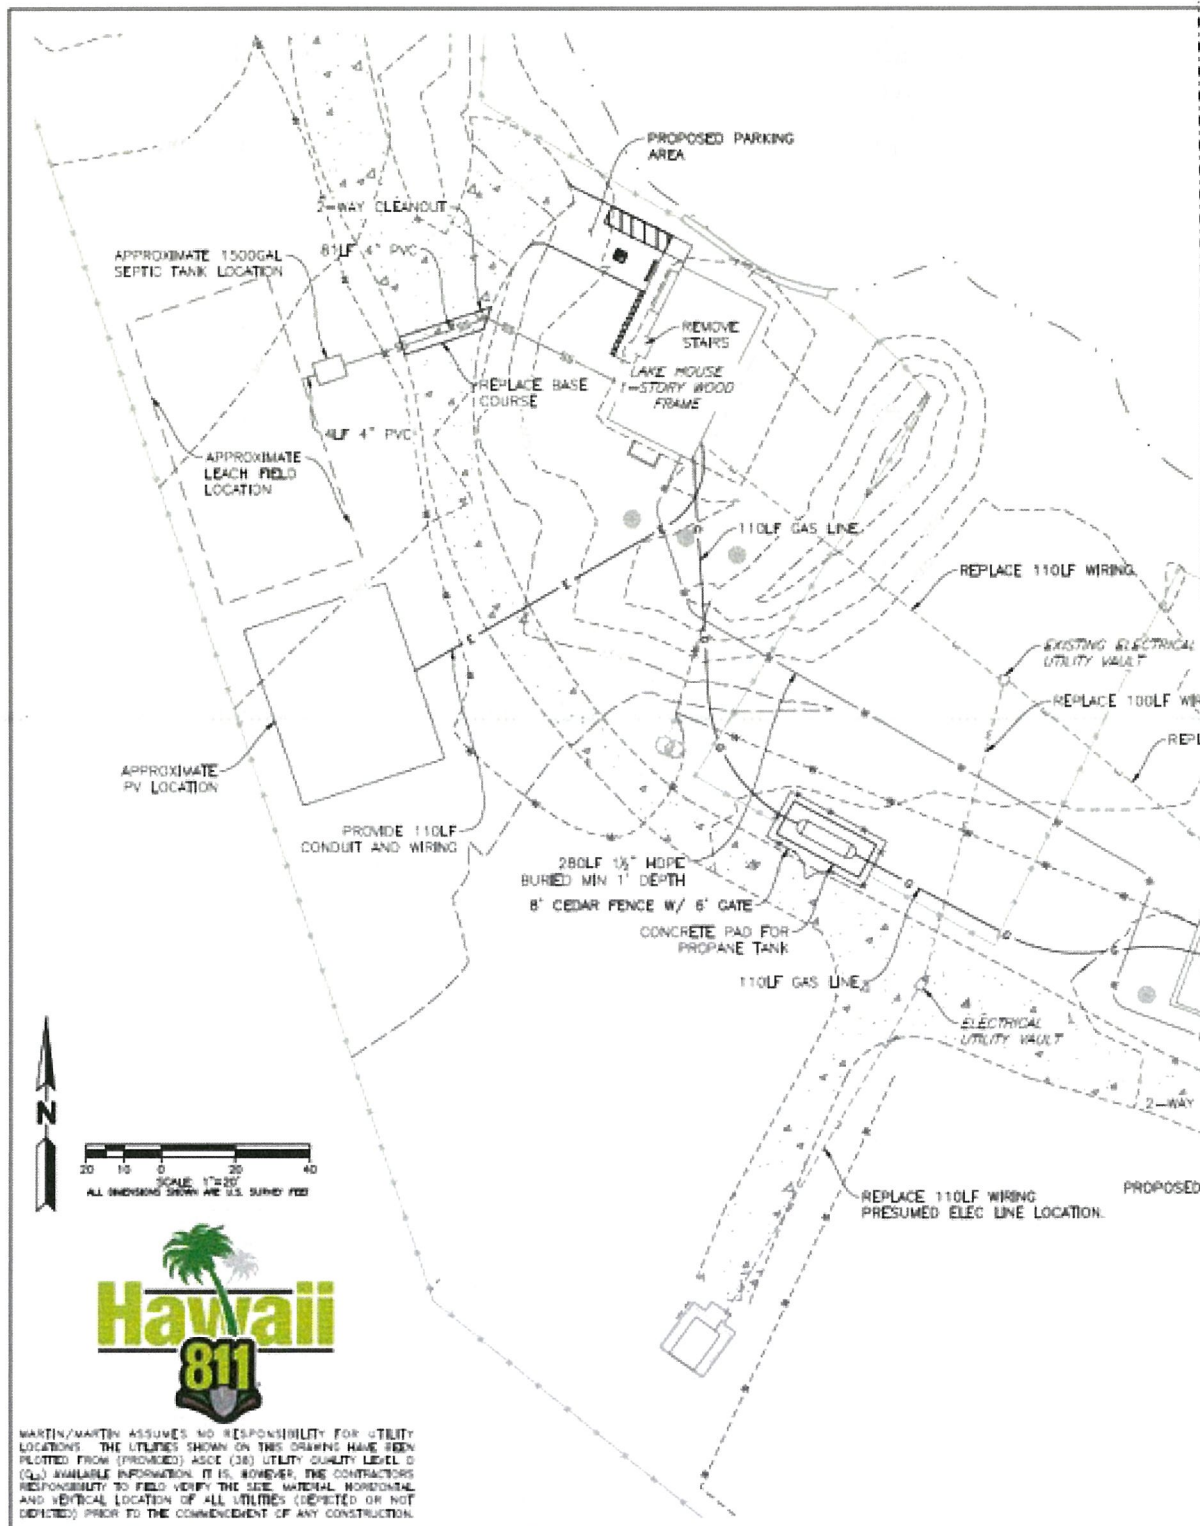 PROPOSED PARKING
AREA
2-WAY CLEANOUT
81LF 4" PVC
APPROXIMATE 1500GAL
SEPTIC TANK LOCATION
REMOVE
STAIRS
LAKE HOUSE
1-STORY WOOD
FRAME
REPLACE BASE
COURSE
4LF 4" PVC
APPROXIMATE
LEACH FIELD
LOCATION
110LF GAS LINE
REPLACE 110LF WIRING
EXISTING ELECTRICAL
UTILITY VAULT
REPLACE 100LF WIR
REPL
APPROXIMATE
PV LOCATION
PROVIDE 110LF
CONDUIT AND WIRING
280LF 1½" HDPE
BURIED MIN 1' DEPTH
8' CEDAR FENCE W/ 6' GATE
CONCRETE PAD FOR
PROPANE TANK
110LF GAS LINE
ELECTRICAL
UTILITY VAULT
2-WAY
PROPOSED
REPLACE 110LF WIRING
PRESUMED ELEC LINE LOCATION.
N
20 10 0 20 40
SCALE: 1"=20'
ALL DIMENSIONS SHOWN ARE U.S. SURVEY FEET
Hawaii
811
MARTIN/MARTIN ASSUMES NO RESPONSIBILITY FOR UTILITY
LOCATIONS. THE UTILITIES SHOWN ON THIS DRAWING HAVE BEEN
PLOTTED FROM (PROVIDED) ASCE (38) UTILITY QUALITY LEVEL D
AVAILABLE INFORMATION. IT IS, HOWEVER, THE CONTRACTORS
RESPONSIBILITY TO FIELD VERIFY THE SIZE, MATERIAL, HORIZONTAL
AND VERTICAL LOCATION OF ALL UTILITIES (DEPICTED OR NOT
DEPICTED) PRIOR TO THE COMMENCEMENT OF ANY CONSTRUCTION.